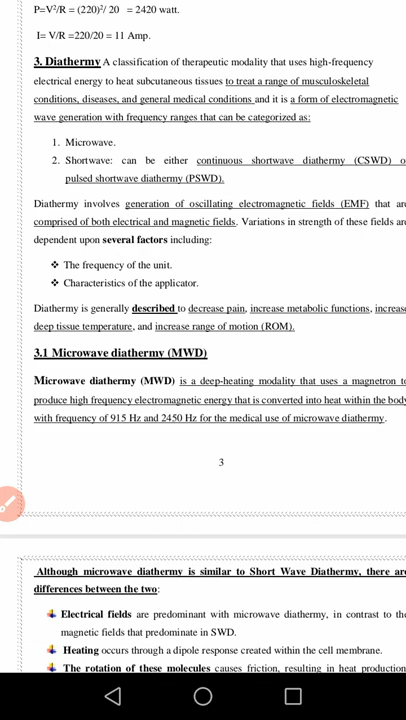 P=V²/R = (220)²/ 20 = 2420 watt.
I= V/R =220/20 = 11 Amp.
3. Diathermy A classification of therapeutic modality that uses high-frequency
electrical energy to heat subcutaneous tissues to treat a range of musculoskeletal
conditions, diseases, and general medical conditions and it is a form of electromagnetic
wave generation with frequency ranges that can be categorized as:
1. Microwave.
2. Shortwave: can be either continuous shortwave diathermy (CSWD) o
pulsed shortwave diathermy (PSWD).
Diathermy involves generation of oscillating electromagnetic fields (EMF) that are
comprised of both electrical and magnetic fields. Variations in strength of these fields are
dependent upon several factors including:
❖ The frequency of the unit.
❖ Characteristics of the applicator.
Diathermy is generally described to decrease pain, increase metabolic functions, increase
deep tissue temperature, and increase range of motion (ROM).
3.1 Microwave diathermy (MWD)
Microwave diathermy (MWD) is a deep-heating modality that uses a magnetron to
produce high frequency electromagnetic energy that is converted into heat within the body
with frequency of 915 Hz and 2450 Hz for the medical use of microwave diathermy.
3
Although microwave diathermy is similar to Short Wave Diathermy, there are
differences between the two:
Electrical fields are predominant with microwave diathermy, in contrast to the
magnetic fields that predominate in SWD.
Heating occurs through a dipole response created within the cell membrane.
The rotation of these molecules causes friction, resulting in heat production